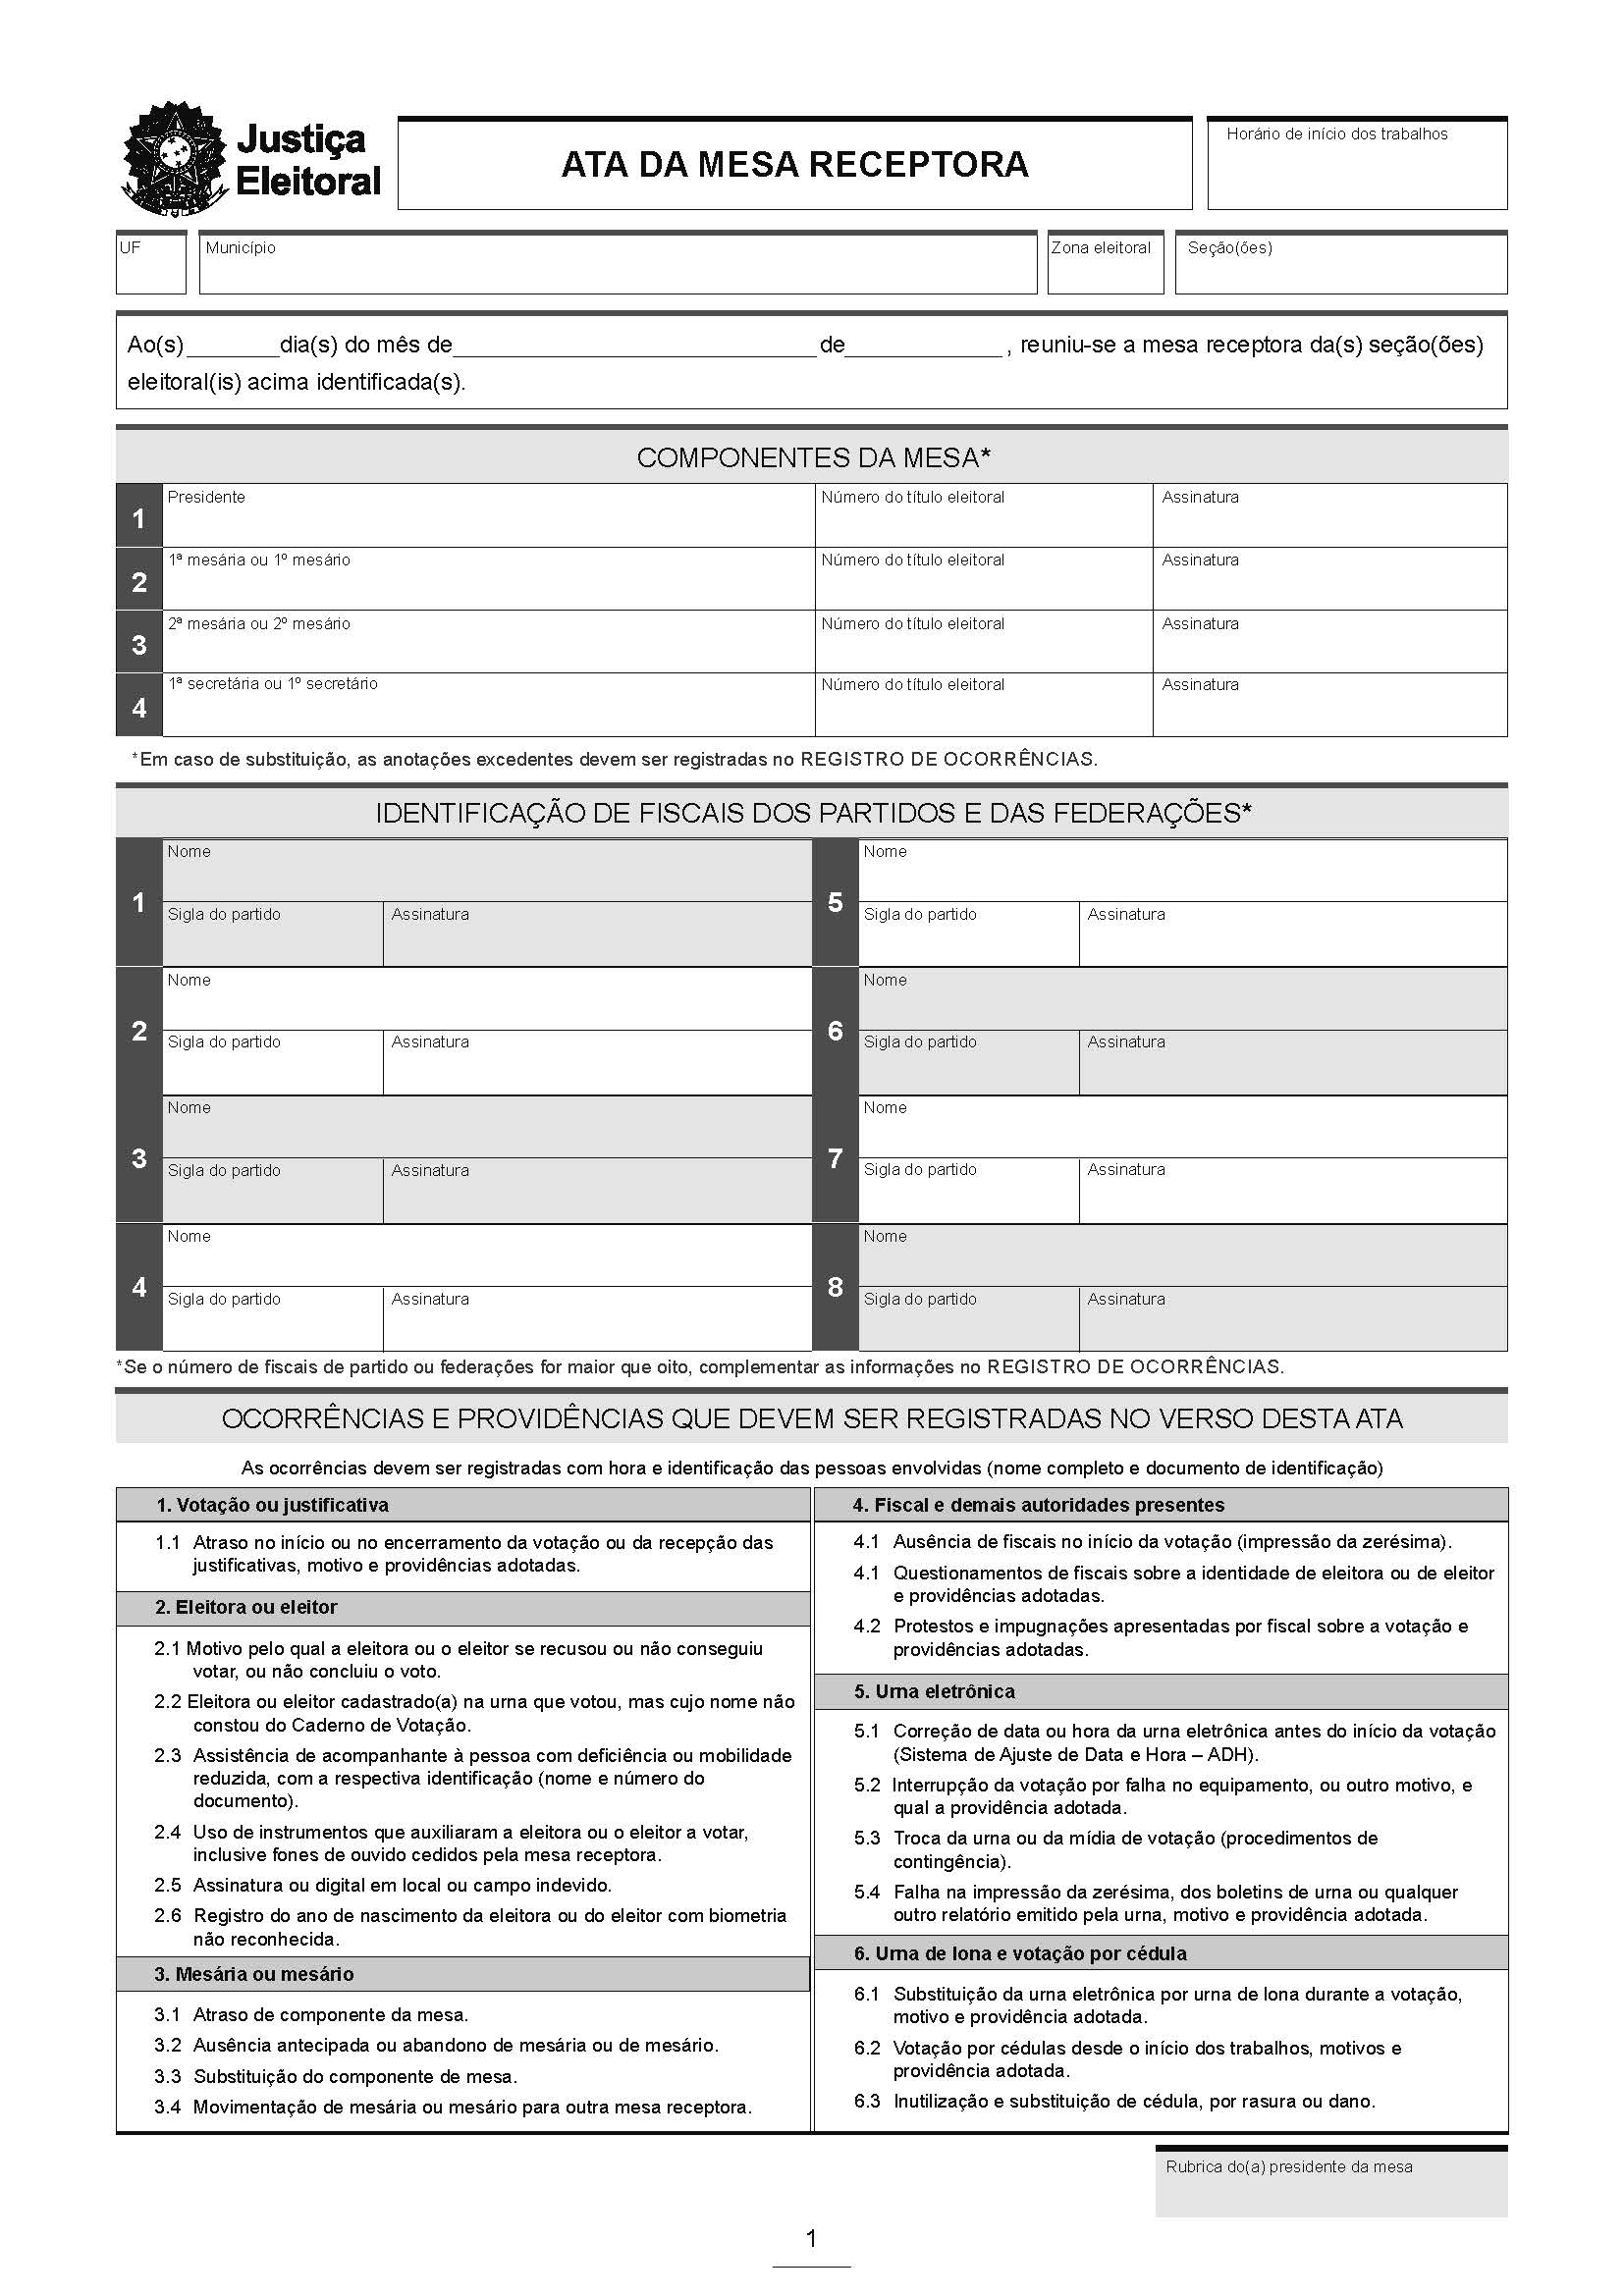 Justiça
Eleitoral
ATA DA MESA RECEPTORA
Horário de início dos trabalhos
UF
Município
Zona eleitoral
Seção(ões)
Ao(s)_______dia(s) do mês de____________________________de____________, reuniu-se a mesa receptora da(s) seção(ões)
eleitoral(is) acima identificada(s).
COMPONENTES DA MESA*
1
Presidente
Número do título eleitoral
Assinatura
2
1ª mesária ou 1º mesário
Número do título eleitoral
Assinatura
3
2ª mesária ou 2º mesário
Número do título eleitoral
Assinatura
4
1ª secretária ou 1º secretário
Número do título eleitoral
Assinatura
*Em caso de substituição, as anotações excedentes devem ser registradas no REGISTRO DE OCORRÊNCIAS.
IDENTIFICAÇÃO DE FISCAIS DOS PARTIDOS E DAS FEDERAÇÕES*
1
Nome
Sigla do partido
Assinatura
5
Nome
Sigla do partido
Assinatura
2
Nome
Sigla do partido
Assinatura
6
Nome
Sigla do partido
Assinatura
3
Nome
Sigla do partido
Assinatura
7
Nome
Sigla do partido
Assinatura
4
Nome
Sigla do partido
Assinatura
8
Nome
Sigla do partido
Assinatura
*Se o número de fiscais de partido ou federações for maior que oito, complementar as informações no REGISTRO DE OCORRÊNCIAS.
OCORRÊNCIAS E PROVIDÊNCIAS QUE DEVEM SER REGISTRADAS NO VERSO DESTA ATA
As ocorrências devem ser registradas com hora e identificação das pessoas envolvidas (nome completo e documento de identificação)
1. Votação ou justificativa
1.1 Atraso no início ou no encerramento da votação ou da recepção das
justificativas, motivo e providências adotadas.
2. Eleitora ou eleitor
2.1 Motivo pelo qual a eleitora ou o eleitor se recusou ou não conseguiu
votar, ou não concluiu o voto.
2.2 Eleitora ou eleitor cadastrado(a) na urna que votou, mas cujo nome não
constou do Caderno de Votação.
2.3 Assistência de acompanhante à pessoa com deficiência ou mobilidade
reduzida, com a respectiva identificação (nome e número do
documento).
2.4 Uso de instrumentos que auxiliaram a eleitora ou o eleitor a votar,
inclusive fones de ouvido cedidos pela mesa receptora.
2.5 Assinatura ou digital em local ou campo indevido.
2.6 Registro do ano de nascimento da eleitora ou do eleitor com biometria
não reconhecida.
3. Mesária ou mesário
3.1 Atraso de componente da mesa.
3.2 Ausência antecipada ou abandono de mesária ou de mesário.
3.3 Substituição do componente de mesa.
3.4 Movimentação de mesária ou mesário para outra mesa receptora.
4. Fiscal e demais autoridades presentes
4.1 Ausência de fiscais no início da votação (impressão da zerésima).
4.1 Questionamentos de fiscais sobre a identidade de eleitora ou de eleitor
e providências adotadas.
4.2 Protestos e impugnações apresentadas por fiscal sobre a votação e
providências adotadas.
5. Urna eletrônica
5.1 Correção de data ou hora da urna eletrônica antes do início da votação
(Sistema de Ajuste de Data e Hora – ADH).
5.2 Interrupção da votação por falha no equipamento, ou outro motivo, e
qual a providência adotada.
5.3 Troca da urna ou da mídia de votação (procedimentos de
contingência).
5.4 Falha na impressão da zerésima, dos boletins de urna ou qualquer
outro relatório emitido pela urna, motivo e providência adotada.
6. Urna de lona e votação por cédula
6.1 Substituição da urna eletrônica por urna de lona durante a votação,
motivo e providência adotada.
6.2 Votação por cédulas desde o início dos trabalhos, motivos e
providência adotada.
6.3 Inutilização e substituição de cédula, por rasura ou dano.
Rubrica do(a) presidente da mesa
1